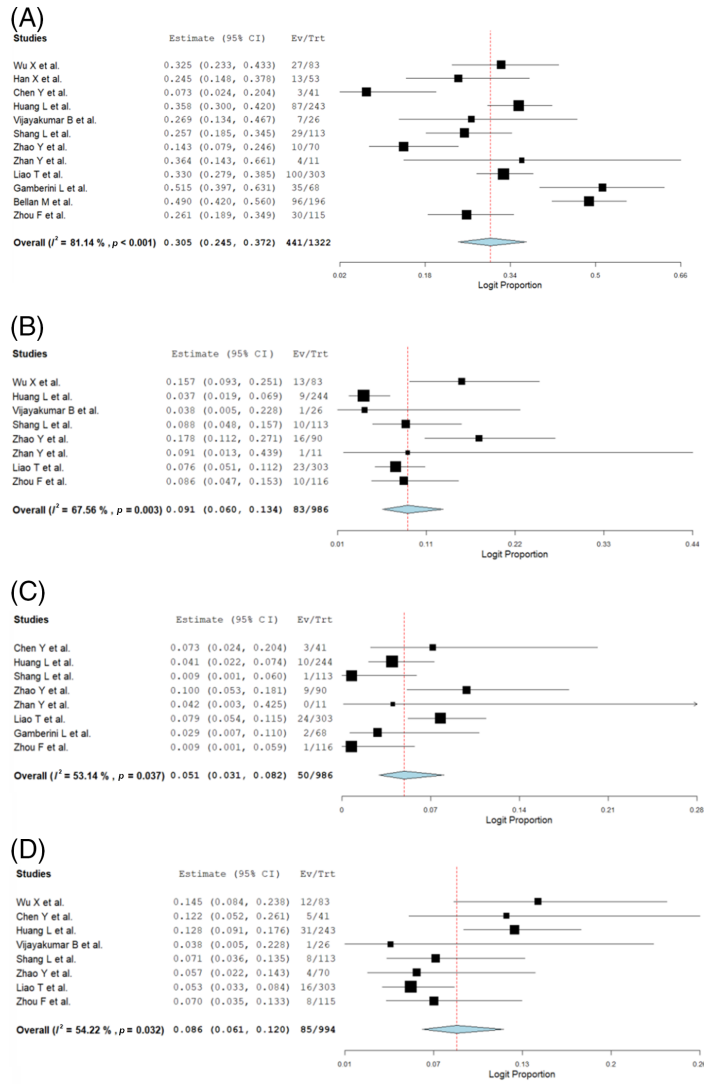 (A)
Studies Estimate (95% CI) Ev/Trt
Wu X et al. 0.325 (0.233, 0.433) 27/83
Han X et al. 0.245 (0.148, 0.378) 13/53
Chen Y et al. 0.073 (0.024, 0.204) 3/41
Huang L et al. 0.358 (0.300, 0.420) 87/243
Vijayakumar B et al. 0.269 (0.134, 0.467) 7/26
Shang L et al. 0.257 (0.185, 0.345) 29/113
Zhao Y et al. 0.143 (0.079, 0.246) 10/70
Zhan Y et al. 0.364 (0.143, 0.661) 4/11
Liao T et al. 0.330 (0.279, 0.385) 100/303
Gamberini L et al. 0.515 (0.397, 0.631) 35/68
Bellan M et al. 0.490 (0.420, 0.560) 96/196
Zhou F et al. 0.261 (0.189, 0.349) 30/115
Overall (I² = 81.14 % , p < 0.001) 0.305 (0.245, 0.372) 441/1322
0.02 0.18 0.34 0.5 0.66
Logit Proportion
(B)
Studies Estimate (95% CI) Ev/Trt
Wu X et al. 0.157 (0.093, 0.251) 13/83
Huang L et al. 0.037 (0.019, 0.069) 9/244
Vijayakumar B et al. 0.038 (0.005, 0.228) 1/26
Shang L et al. 0.088 (0.048, 0.157) 10/113
Zhao Y et al. 0.178 (0.112, 0.271) 16/90
Zhan Y et al. 0.091 (0.013, 0.439) 1/11
Liao T et al. 0.076 (0.051, 0.112) 23/303
Zhou F et al. 0.086 (0.047, 0.153) 10/116
Overall (I² = 67.56 % , p = 0.003) 0.091 (0.060, 0.134) 83/986
0.01 0.11 0.22 0.33 0.44
Logit Proportion
(C)
Studies Estimate (95% CI) Ev/Trt
Chen Y et al. 0.073 (0.024, 0.204) 3/41
Huang L et al. 0.041 (0.022, 0.074) 10/244
Shang L et al. 0.009 (0.001, 0.060) 1/113
Zhao Y et al. 0.100 (0.053, 0.181) 9/90
Zhan Y et al. 0.042 (0.003, 0.425) 0/11
Liao T et al. 0.079 (0.054, 0.115) 24/303
Gamberini L et al. 0.029 (0.007, 0.110) 2/68
Zhou F et al. 0.009 (0.001, 0.059) 1/116
Overall (I² = 53.14 % , p = 0.037) 0.051 (0.031, 0.082) 50/986
0 0.07 0.14 0.21 0.28
Logit Proportion
(D)
Studies Estimate (95% CI) Ev/Trt
Wu X et al. 0.145 (0.084, 0.238) 12/83
Chen Y et al. 0.122 (0.052, 0.261) 5/41
Huang L et al. 0.128 (0.091, 0.176) 31/243
Vijayakumar B et al. 0.038 (0.005, 0.228) 1/26
Shang L et al. 0.071 (0.036, 0.135) 8/113
Zhao Y et al. 0.057 (0.022, 0.143) 4/70
Liao T et al. 0.053 (0.033, 0.084) 16/303
Zhou F et al. 0.070 (0.035, 0.133) 8/115
Overall (I² = 54.22 % , p = 0.032) 0.086 (0.061, 0.120) 85/994
0.01 0.07 0.13 0.2 0.26
Logit Proportion